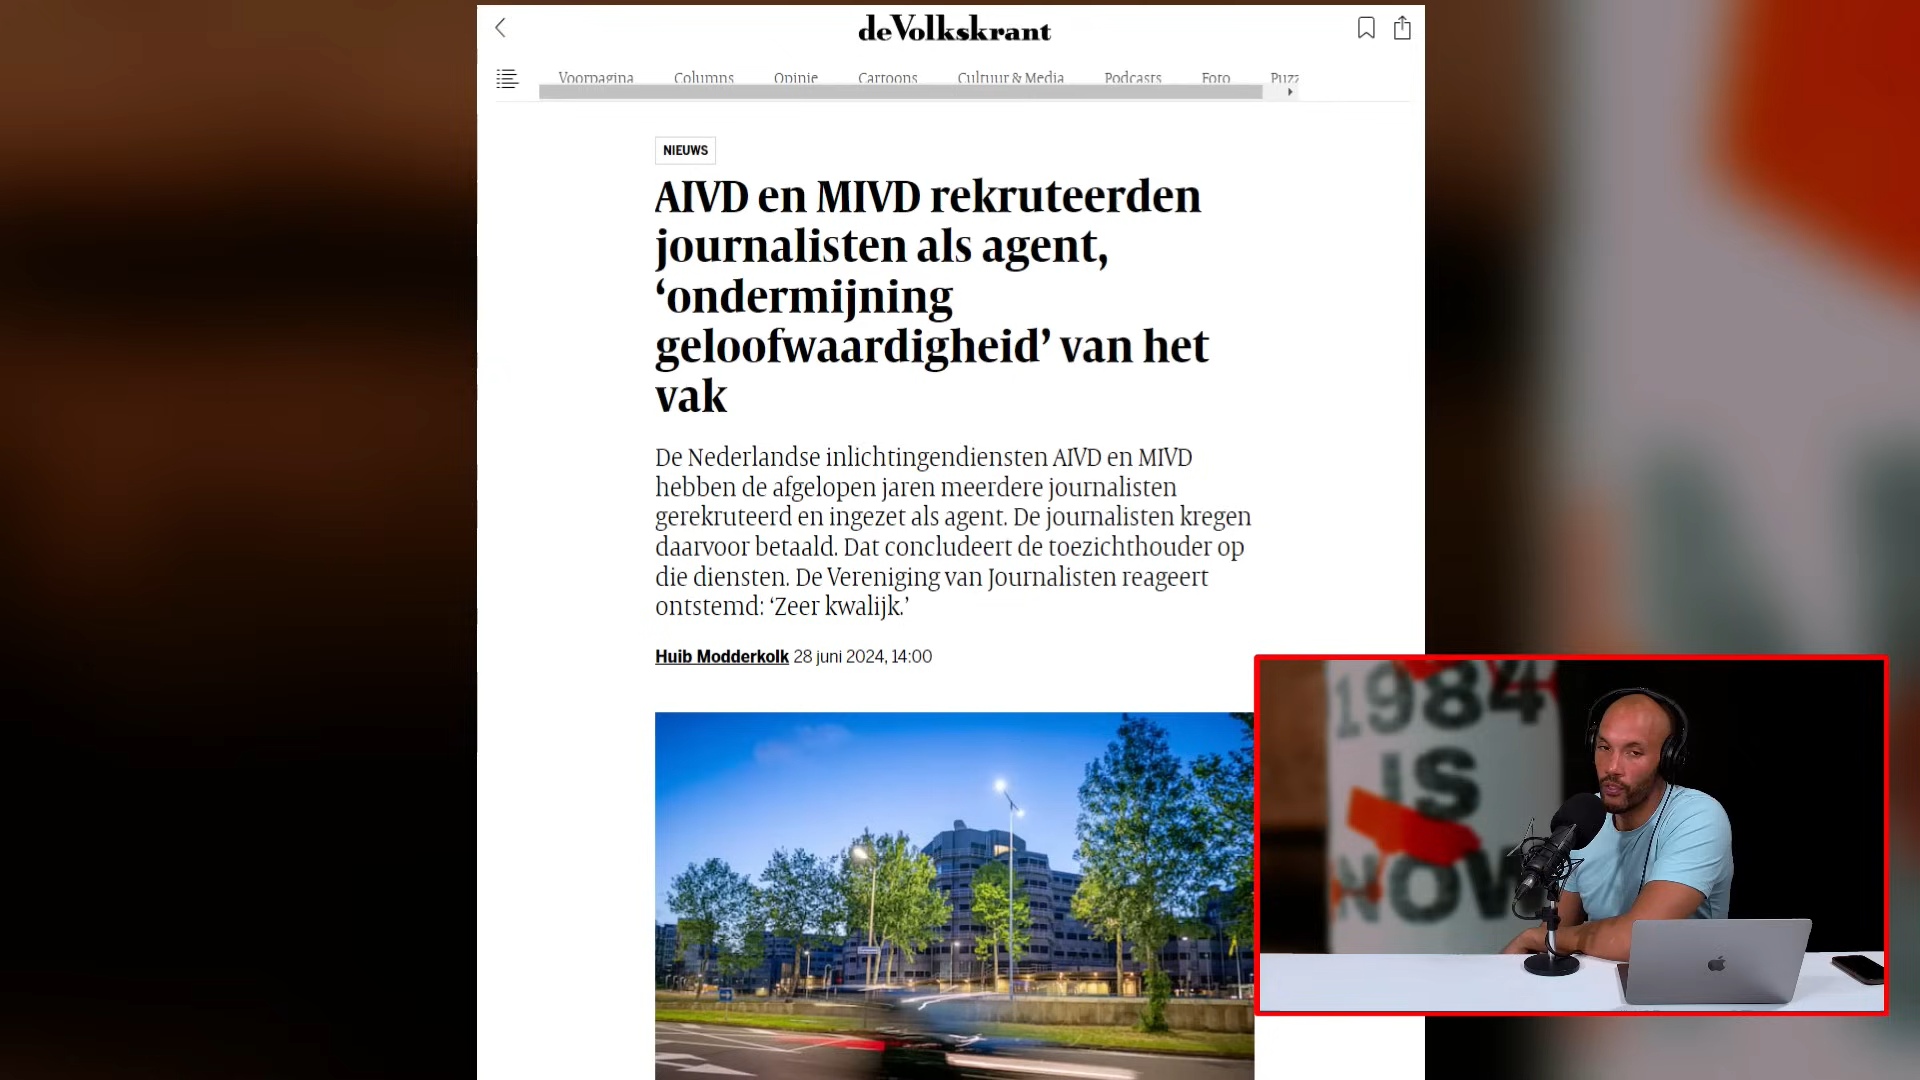 deVolkskrant
Voorpagina Columns Opinie Cartoons Cultuur & Media Podcasts Foto Puzz
NIEUWS
AIVD en MIVD rekruteerden
journalisten als agent,
‘ondermijning
geloofwaardigheid’ van het
vak
De Nederlandse inlichtingendiensten AIVD en MIVD
hebben de afgelopen jaren meerdere journalisten
gerekruteerd en ingezet als agent. De journalisten kregen
daarvoor betaald. Dat concludeert de toezichthouder op
die diensten. De Vereniging van Journalisten reageert
ontstemd: ‘Zeer kwalijk.’
Huib Modderkolk 28 juni 2024, 14:00
1984
IS
NOW